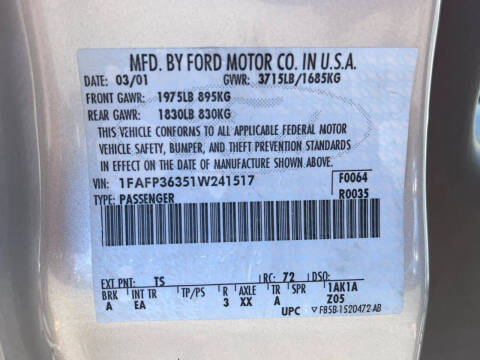 MFD. BY FORD MOTOR CO. IN U.S.A.
DATE: 03/01 GVWR: 3715LB/1685KG
FRONT GAWR: 1975LB 895KG
REAR GAWR: 1830LB 830KG
THIS VEHICLE CONFORMS TO ALL APPLICABLE FEDERAL MOTOR
VEHICLE SAFETY, BUMPER, AND THEFT PREVENTION STANDARDS
IN EFFECT ON THE DATE OF MANUFACTURE SHOWN ABOVE.
VIN: 1FAFP36351W241517 F0064
TYPE: PASSENGER R0035
EXT PNT: TS RC: 72 DSO:
BRK INT TR TP/PS R AXLE TR SPR 1AK1A
A EA 3 XX A Z05
UPC F85B-1520472-AB